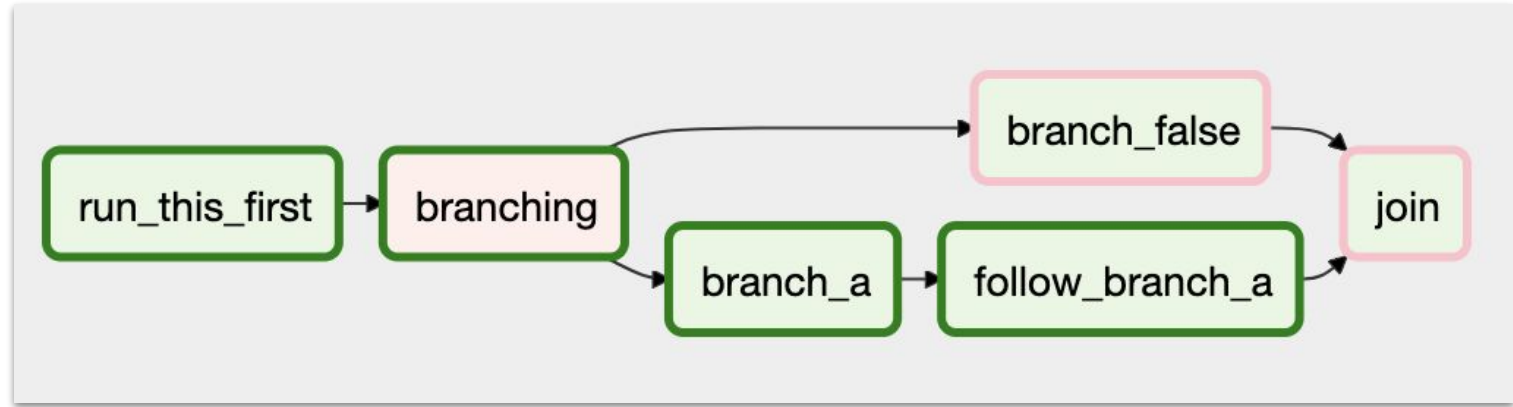 run_this_first
branching
branch_false
branch_a
follow_branch_a
join